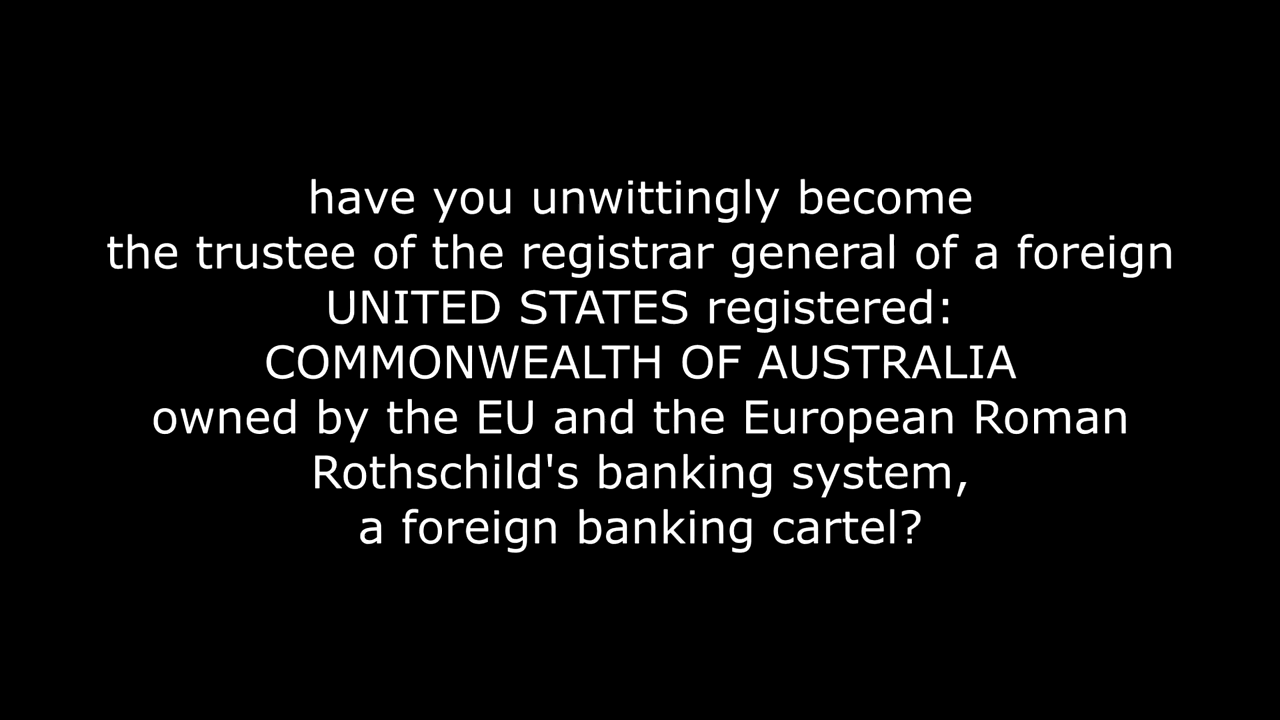 have you unwittingly become
the trustee of the registrar general of a foreign
UNITED STATES registered:
COMMONWEALTH OF AUSTRALIA
owned by the EU and the European Roman
Rothschild's banking system,
a foreign banking cartel?